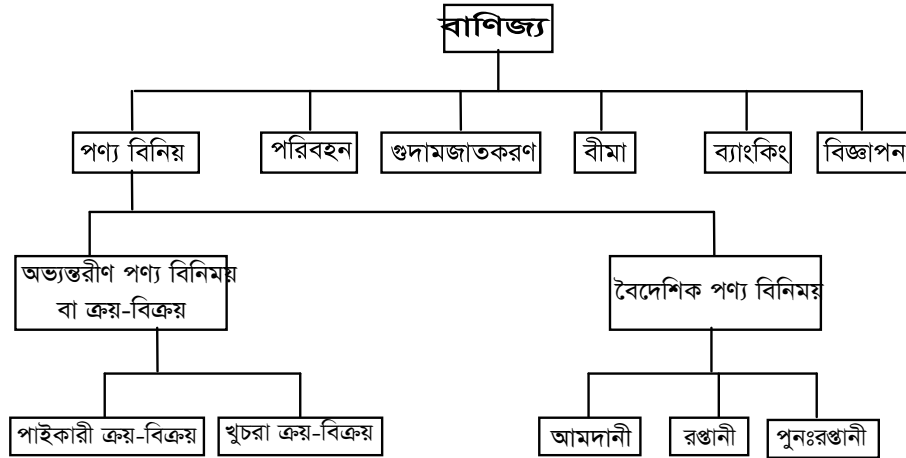 বাণিজ্য
পণ্য বিনিয়
পরিবহন
গুদামজাতকরণ
বীমা
ব্যাংকিং
বিজ্ঞাপন
অভ্যন্তরীণ পণ্য বিনিময়
বা ক্রয়-বিক্রয়
বৈদেশিক পণ্য বিনিময়
পাইকারী ক্রয়-বিক্রয়
খুচরা ক্রয়-বিক্রয়
আমদানী
রপ্তানী
পুনঃরপ্তানী